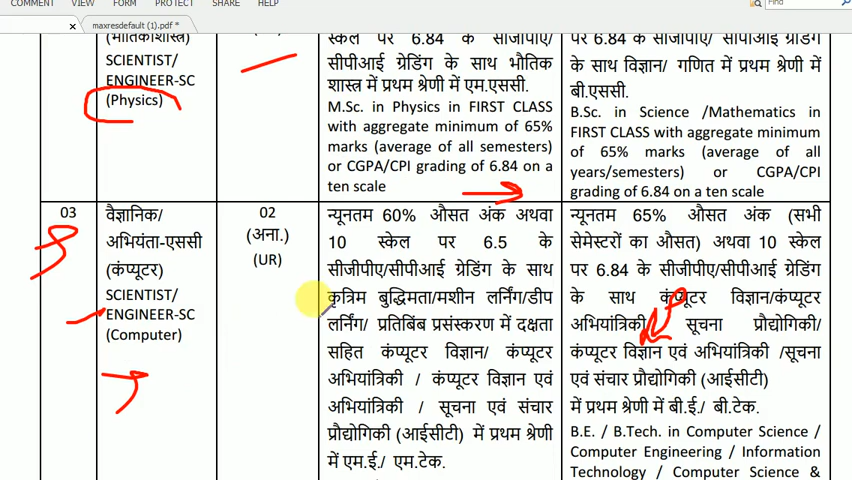 COMMENT VIEW FORM PROTECT SHARE HELP
Find
maxresdefault (1).pdf *
(भौतिकशास्त्र)
SCIENTIST/
ENGINEER-SC
(Physics)
स्केल पर 6.84 के सीजीपीए/
सीपीआई ग्रेडिंग के साथ भौतिक
शास्त्र में प्रथम श्रेणी में एम.एससी.
M.Sc. in Physics in FIRST CLASS
with aggregate minimum of 65%
marks (average of all semesters)
or CGPA/CPI grading of 6.84 on a
ten scale
पर 6.84 के सीजीपीए/ सीपीआई ग्रेडिंग
के साथ विज्ञान/ गणित में प्रथम श्रेणी में
बी.एससी.
B.Sc. in Science /Mathematics in
FIRST CLASS with aggregate minimum
of 65% marks (average of all
years/semesters) or CGPA/CPI
grading of 6.84 on a ten scale
03
वैज्ञानिक/
अभियंता-एससी
(कंप्यूटर)
SCIENTIST/
ENGINEER-SC
(Computer)
02
(अना.)
(UR)
न्यूनतम 60% औसत अंक अथवा
10 स्केल पर 6.5 के
सीजीपीए/सीपीआई ग्रेडिंग के साथ
कृत्रिम बुद्धिमता/मशीन लर्निंग/डीप
लर्निंग/ प्रतिबिंब प्रसंस्करण में दक्षता
सहित कंप्यूटर विज्ञान/ कंप्यूटर
अभियांत्रिकी / कंप्यूटर विज्ञान एवं
अभियांत्रिकी / सूचना एवं संचार
प्रौद्योगिकी (आईसीटी) में प्रथम श्रेणी
में एम.ई./ एम.टेक.
न्यूनतम 65% औसत अंक (सभी
सेमेस्टरों का औसत) अथवा 10 स्केल
पर 6.84 के सीजीपीए/सीपीआई ग्रेडिंग
के साथ कंप्यूटर विज्ञान/कंप्यूटर
अभियांत्रिकी/ सूचना प्रौद्योगिकी/
कंप्यूटर विज्ञान एवं अभियांत्रिकी /सूचना
एवं संचार प्रौद्योगिकी (आईसीटी)
में प्रथम श्रेणी में बी.ई./ बी.टेक.
B.E. / B.Tech. in Computer Science /
Computer Engineering / Information
Technology / Computer Science &